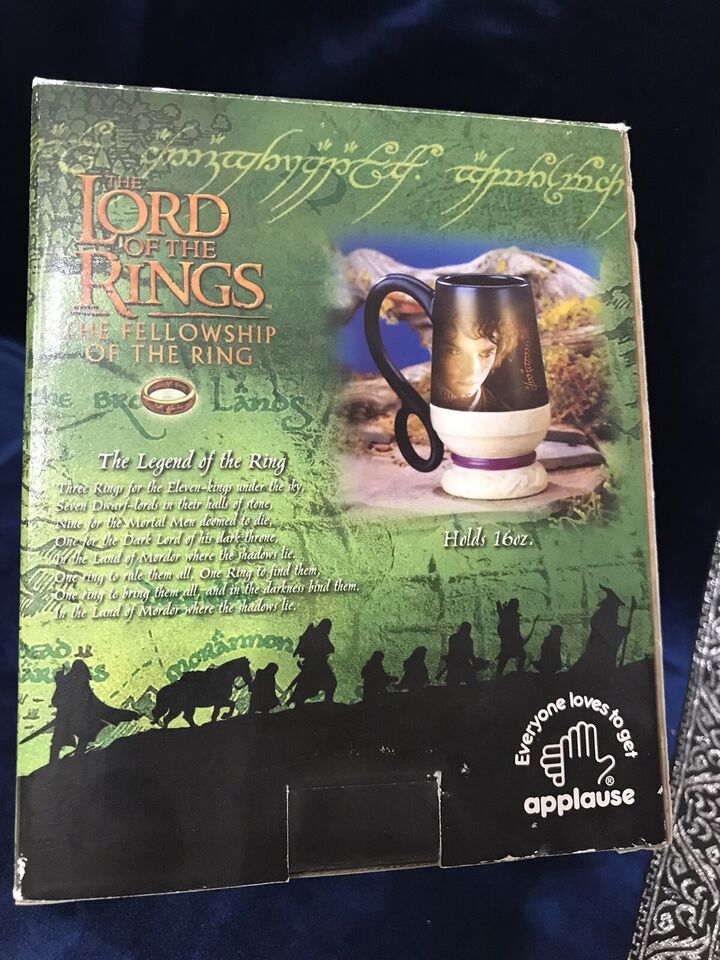 THE
LORD
OF THE
RINGS
THE FELLOWSHIP
OF THE RING
LANDS
The Legend of the Ring
Three Rings for the Eleven-kings under the sky,
Seven Dwarf-lords in their halls of stone,
Nine for the Mortal Men doomed to die,
One for the Dark Lord of his dark throne,
In the Land of Mordor where the shadows lie.
One ring to rule them all, One Ring to find them,
One ring to bring them all, and in the darkness bind them.
In the Land of Mordor where the shadows lie.
Holds 16oz.
MORANNON
Everyone loves to get
applause®